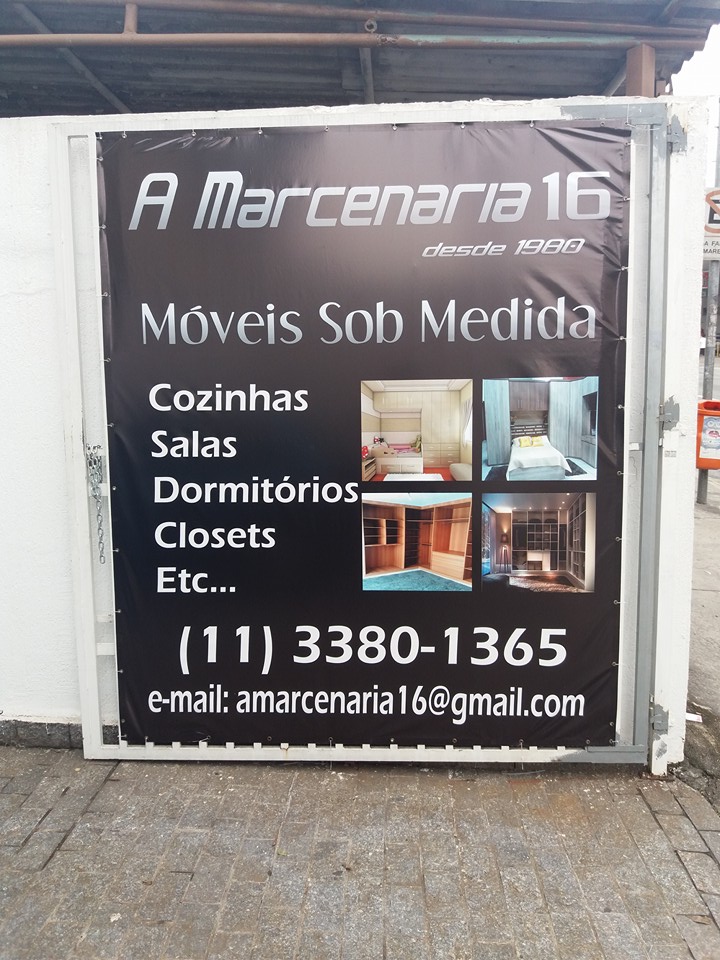 A Marcenaria 16
desde 1980
Móveis Sob Medida
Cozinhas
Salas
Dormitórios
Closets
Etc...
(11) 3380-1365
e-mail: amarcenaria16@gmail.com